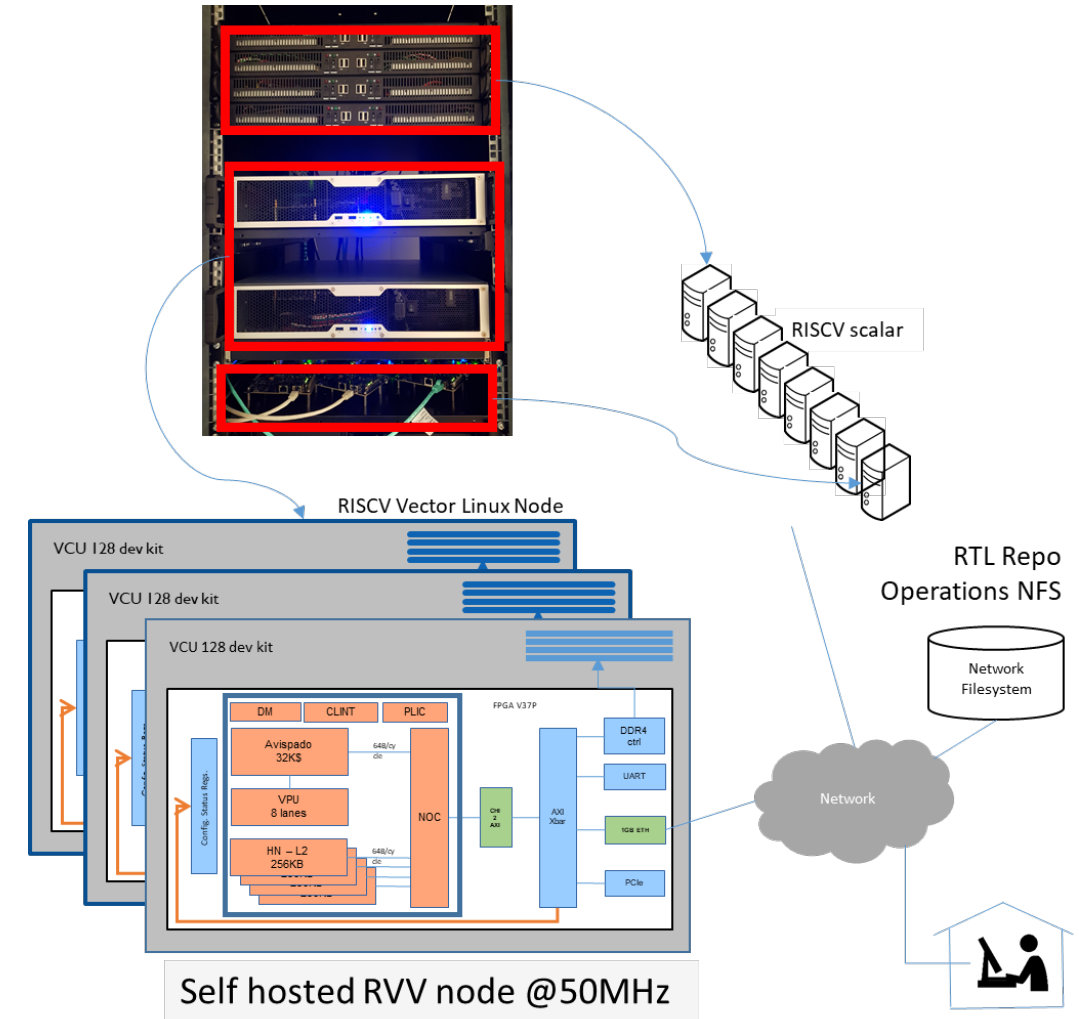 RISCV scalar
RISCV Vector Linux Node
VCU 128 dev kit
VCU 128 dev kit
VCU 128 dev kit
RTL Repo
Operations NFS
Network
Filesystem
Network
FPGA V37P
DM
CLINT
PLIC
Config. Status Regs.
Avispado
32K$
64B/cy
cle
VPU
8 lanes
HN – L2
256KB
64B/cy
cle
NOC
CHI
2
AXI
AXI
Xbar
DDR4
ctrl
UART
1GB ETH
PCIe
Self hosted RVV node @50MHz